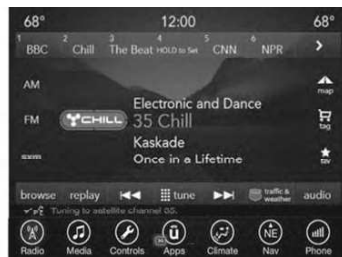 68° 12:00 68°
1 BBC 2 Chill 3 The Beat 4 HOLD to Set 5 CNN 6 NPR
AM
map
Electronic and Dance
FM
CHILL
35 Chill
tag
Kaskade
Once in a Lifetime
fav
browse replay tune traffic & weather audio
Tuning to satellite channel 35.
Radio Media Controls Apps Climate Nav Phone
NE